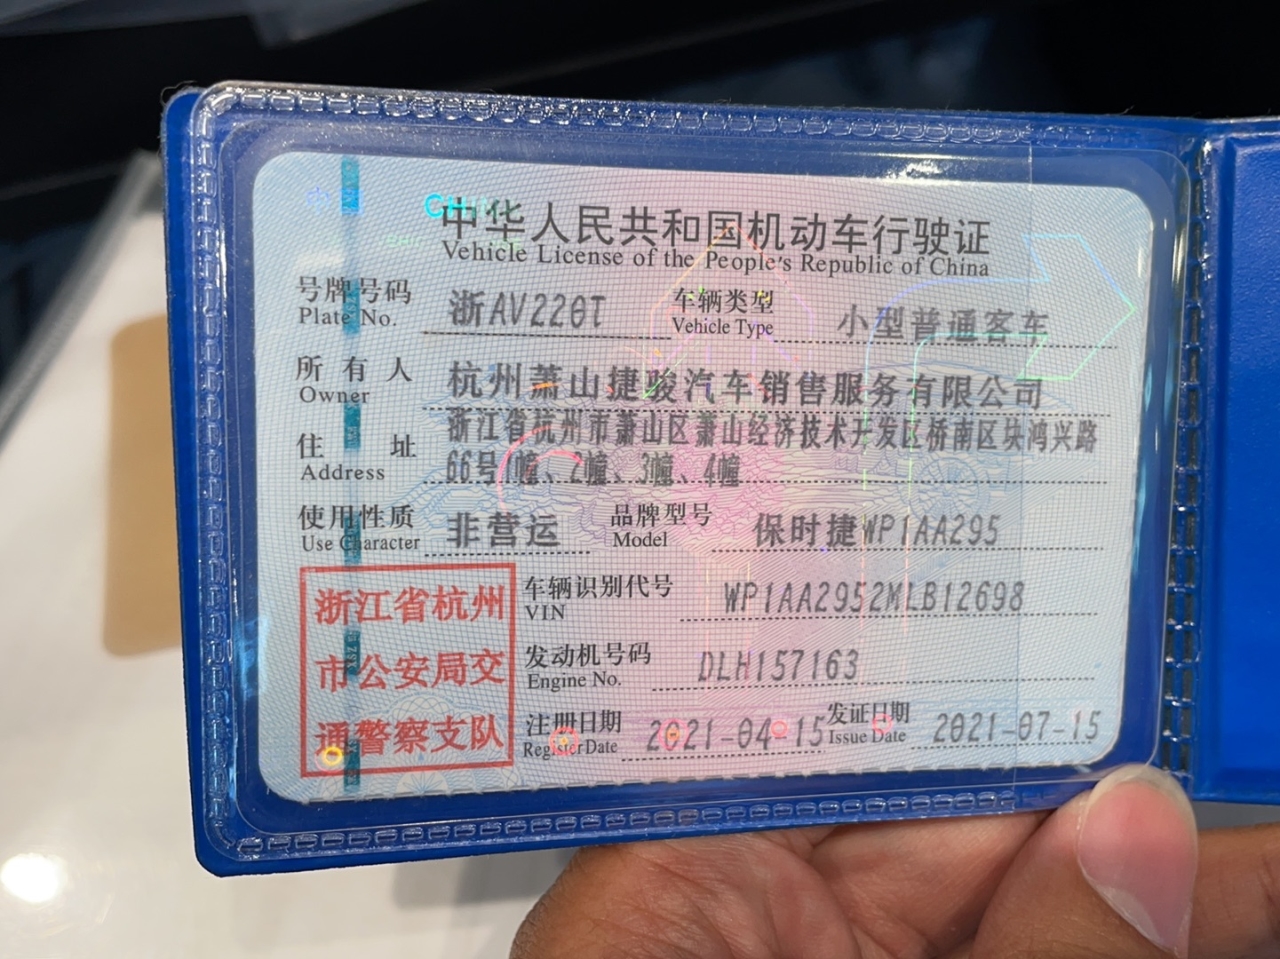 中华人民共和国机动车行驶证
Vehicle License of the People's Republic of China
号牌号码 浙AV220T 车辆类型 小型普通客车
Plate No. Vehicle Type
所有人 杭州萧山捷骏汽车销售服务有限公司
Owner
住址 浙江省杭州市萧山区萧山经济技术开发区桥南区块鸿兴路
Address 66号1幢、2幢、3幢、4幢
使用性质 非营运 品牌型号 保时捷WP1AA295
Use Character Model
车辆识别代号 WP1AA2952MLB12698
VIN
发动机号码 DLH157163
Engine No.
注册日期 2021-04-15 发证日期 2021-07-15
Register Date Issue Date
浙江省杭州
市公安局交
通警察支队